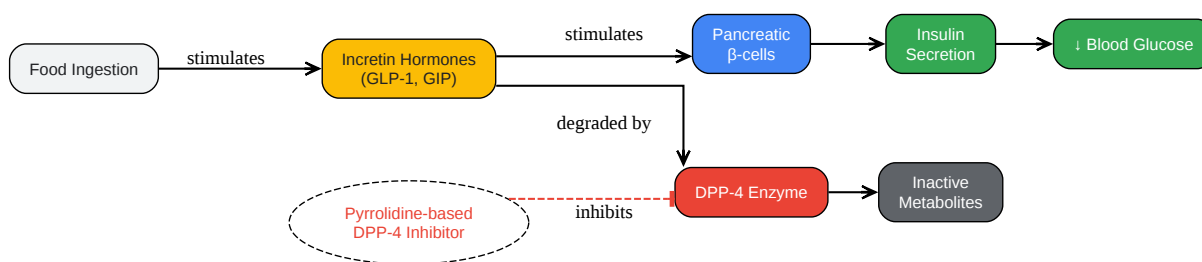 Food Ingestion
stimulates
Incretin Hormones
(GLP-1, GIP)
stimulates
Pancreatic
β-cells
Insulin
Secretion
↓ Blood Glucose
degraded by
DPP-4 Enzyme
Inactive
Metabolites
Pyrrolidine-based
DPP-4 Inhibitor
inhibits